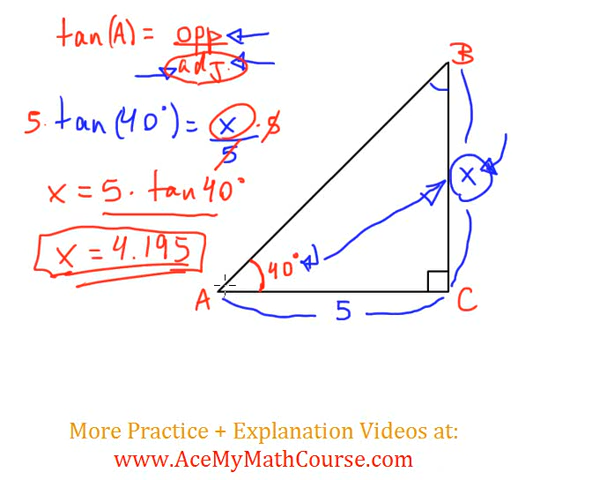 tan(A) = opp
adj.
5. tan(40°) = x · 5
5
x = 5 · tan 40°
x = 4.195
B
x
40°
A
5
C
More Practice + Explanation Videos at:
www.AceMyMathCourse.com